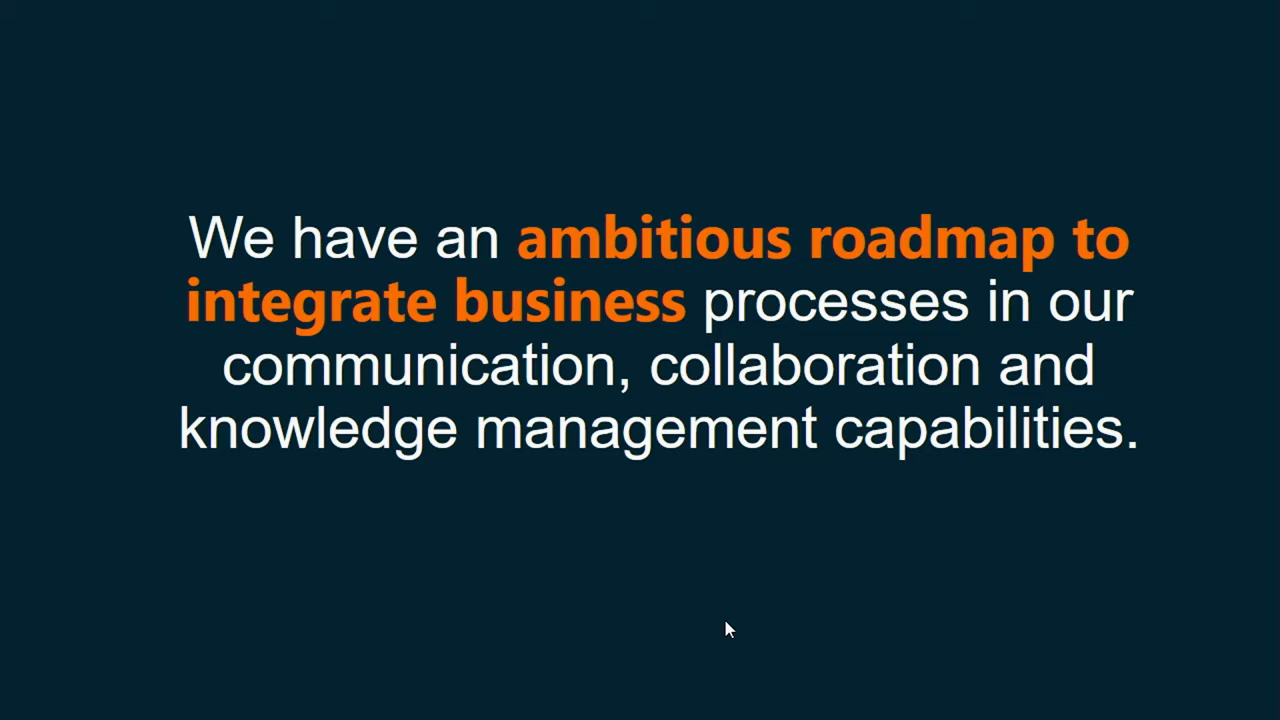 We have an ambitious roadmap to
integrate business processes in our
communication, collaboration and
knowledge management capabilities.